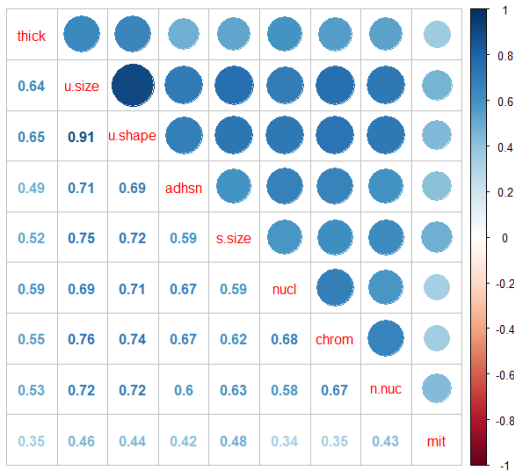 thick
0.64 u.size
0.65 0.91 u.shape
0.49 0.71 0.69 adhsn
0.52 0.75 0.72 0.59 s.size
0.59 0.69 0.71 0.67 0.59 nucl
0.55 0.76 0.74 0.67 0.62 0.68 chrom
0.53 0.72 0.72 0.6 0.63 0.58 0.67 n.nuc
0.35 0.46 0.44 0.42 0.48 0.34 0.35 0.43 mit
1
0.8
0.6
0.4
0.2
0
-0.2
-0.4
-0.6
-0.8
-1